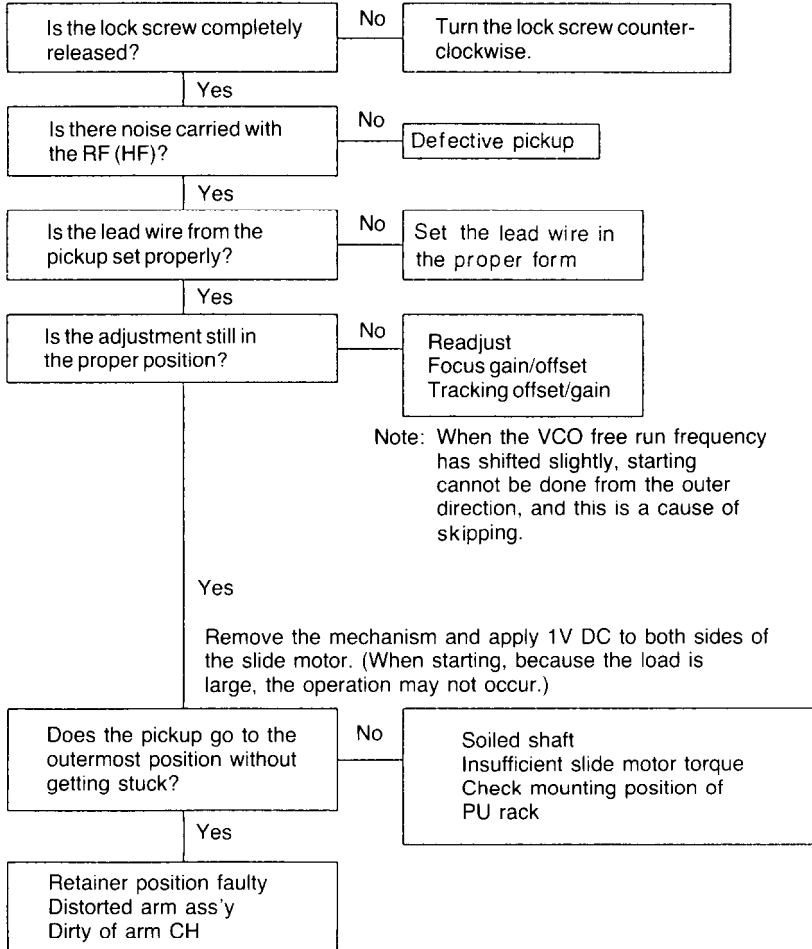 Is the lock screw completely
released?
No
Turn the lock screw counter-
clockwise.
Yes
Is there noise carried with
the RF (HF)?
No
Defective pickup
Yes
Is the lead wire from the
pickup set properly?
No
Set the lead wire in
the proper form
Yes
Is the adjustment still in
the proper position?
No
Readjust
Focus gain/offset
Tracking offset/gain
Note: When the VCO free run frequency
has shifted slightly, starting
cannot be done from the outer
direction, and this is a cause of
skipping.
Yes
Remove the mechanism and apply 1V DC to both sides of
the slide motor. (When starting, because the load is
large, the operation may not occur.)
Does the pickup go to the
outermost position without
getting stuck?
No
Soiled shaft
Insufficient slide motor torque
Check mounting position of
PU rack
Yes
Retainer position faulty
Distorted arm ass'y
Dirty of arm CH